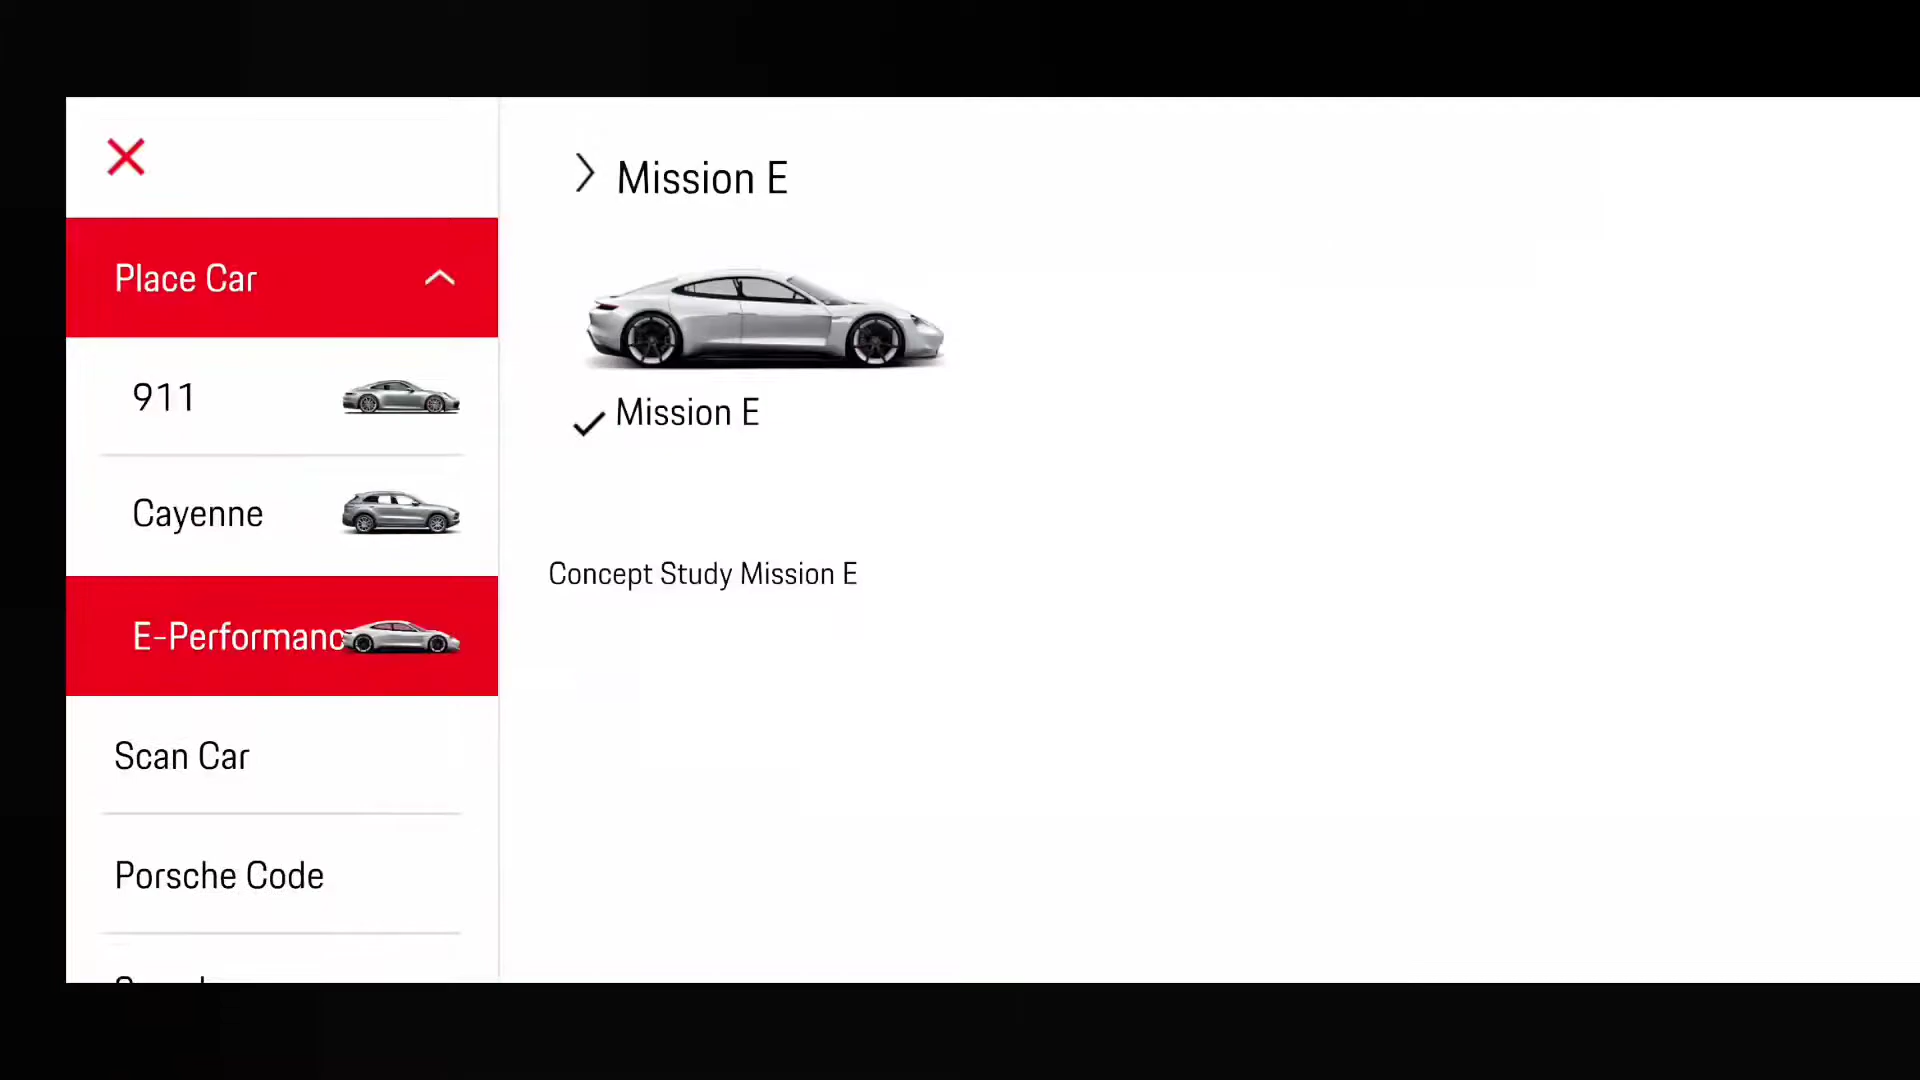 Mission E
Place Car
911
Mission E
Cayenne
Concept Study Mission E
E-Performanc
Scan Car
Porsche Code